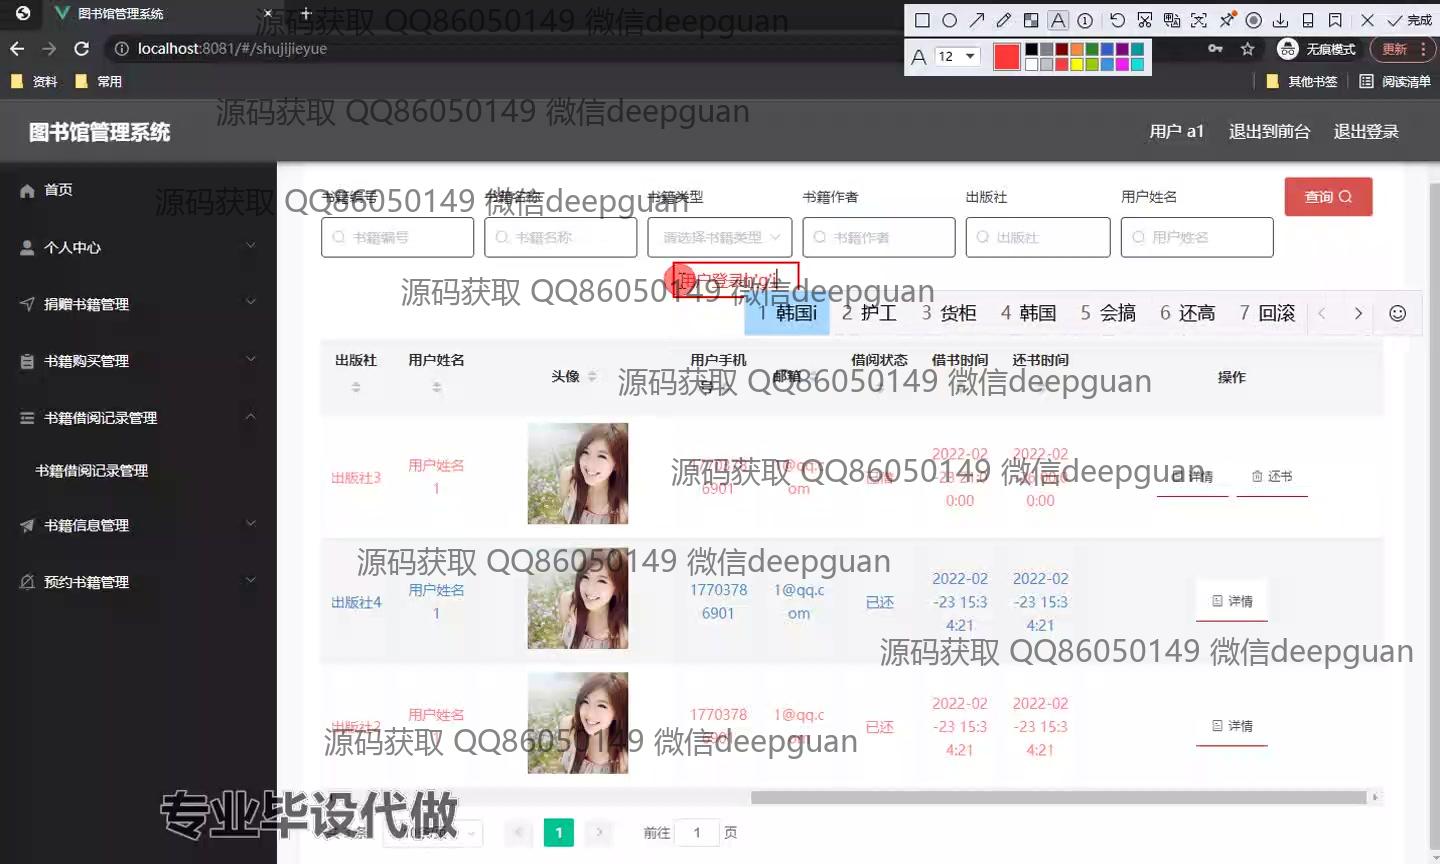 图书馆管理系统
源码获取 QQ86050149 微信deepguan
A 1 完成
localhost:8081/#/shujijieyue
A 12
无痕模式 更新
资料 常用 其他书签 阅读清单
源码获取 QQ86050149 微信deepguan
图书馆管理系统 用户 a1 退出到前台 退出登录
首页
个人中心
捐赠书籍管理
书籍购买管理
书籍借阅记录管理
书籍借阅记录管理
书籍信息管理
预约书籍管理
书籍编号 书籍名称 书籍类型 书籍作者 出版社 用户姓名 查询
源码获取 QQ86050149 微信deepguan
书籍编号 书籍名称 请选择书籍类型 书籍作者 出版社 用户姓名
用户登录h'g'i
源码获取 QQ86050149 微信deepguan
1 韩国i 2 护工 3 货柜 4 韩国 5 会搞 6 还高 7 回滚
出版社 用户姓名 头像 用户手机号 邮箱 借阅状态 借书时间 还书时间 操作
源码获取 QQ86050149 微信deepguan
出版社3 用户姓名1 详情 还书
源码获取 QQ86050149 微信deepguan
源码获取 QQ86050149 微信deepguan
出版社4 用户姓名1 17703786901 1@qq.com 已还 2022-02-23 15:34:21 2022-02-23 15:34:21 详情
源码获取 QQ86050149 微信deepguan
出版社2 用户姓名1 1770378 1@qq.c 已还 2022-02-23 15:34:21 2022-02-23 15:34:21 详情
源码获取 QQ86050149 微信deepguan
专业毕设代做
1 前往 1 页